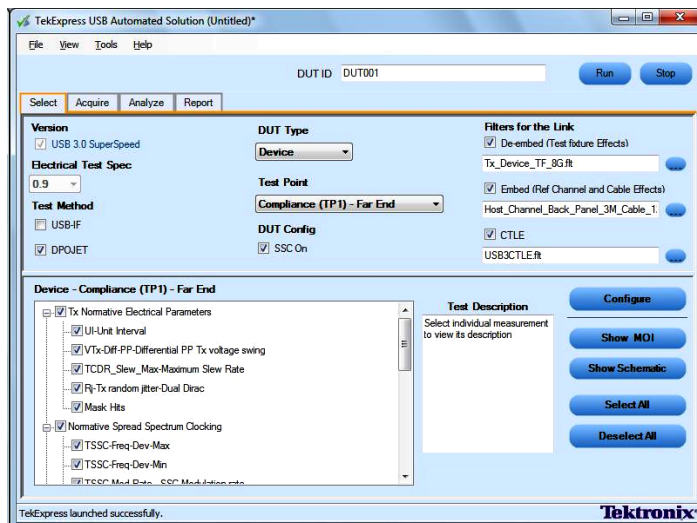 TekExpress USB Automated Solution (Untitled)*
File View Tools Help
DUT ID DUT001 Run Stop
Select Acquire Analyze Report
Version
USB 3.0 SuperSpeed
Electrical Test Spec
0.9
Test Method
USB-IF
DPOJET
DUT Type
Device
Test Point
Compliance (TP1) - Far End
DUT Config
SSC On
Filters for the Link
De-embed (Test fixture Effects)
Tx_Device_TF_8G.flt
Embed (Ref Channel and Cable Effects)
Host_Channel_Back_Panel_3M_Cable_1.
CTLE
USB3CTLE.flt
Device - Compliance (TP1) - Far End
Tx Normative Electrical Parameters
UI-Unit Interval
VTx-Diff-PP-Differential PP Tx voltage swing
TCDR_Slew_Max-Maximum Slew Rate
Rj-Tx random jitter-Dual Dirac
Mask Hits
Normative Spread Spectrum Clocking
TSSC-Freq-Dev-Max
TSSC-Freq-Dev-Min
TSSC-Mod-Rate - SSC Modulation rate
Test Description
Select individual measurement
to view its description
Configure
Show MOI
Show Schematic
Select All
Deselect All
TekExpress launched successfully.
Tektronix